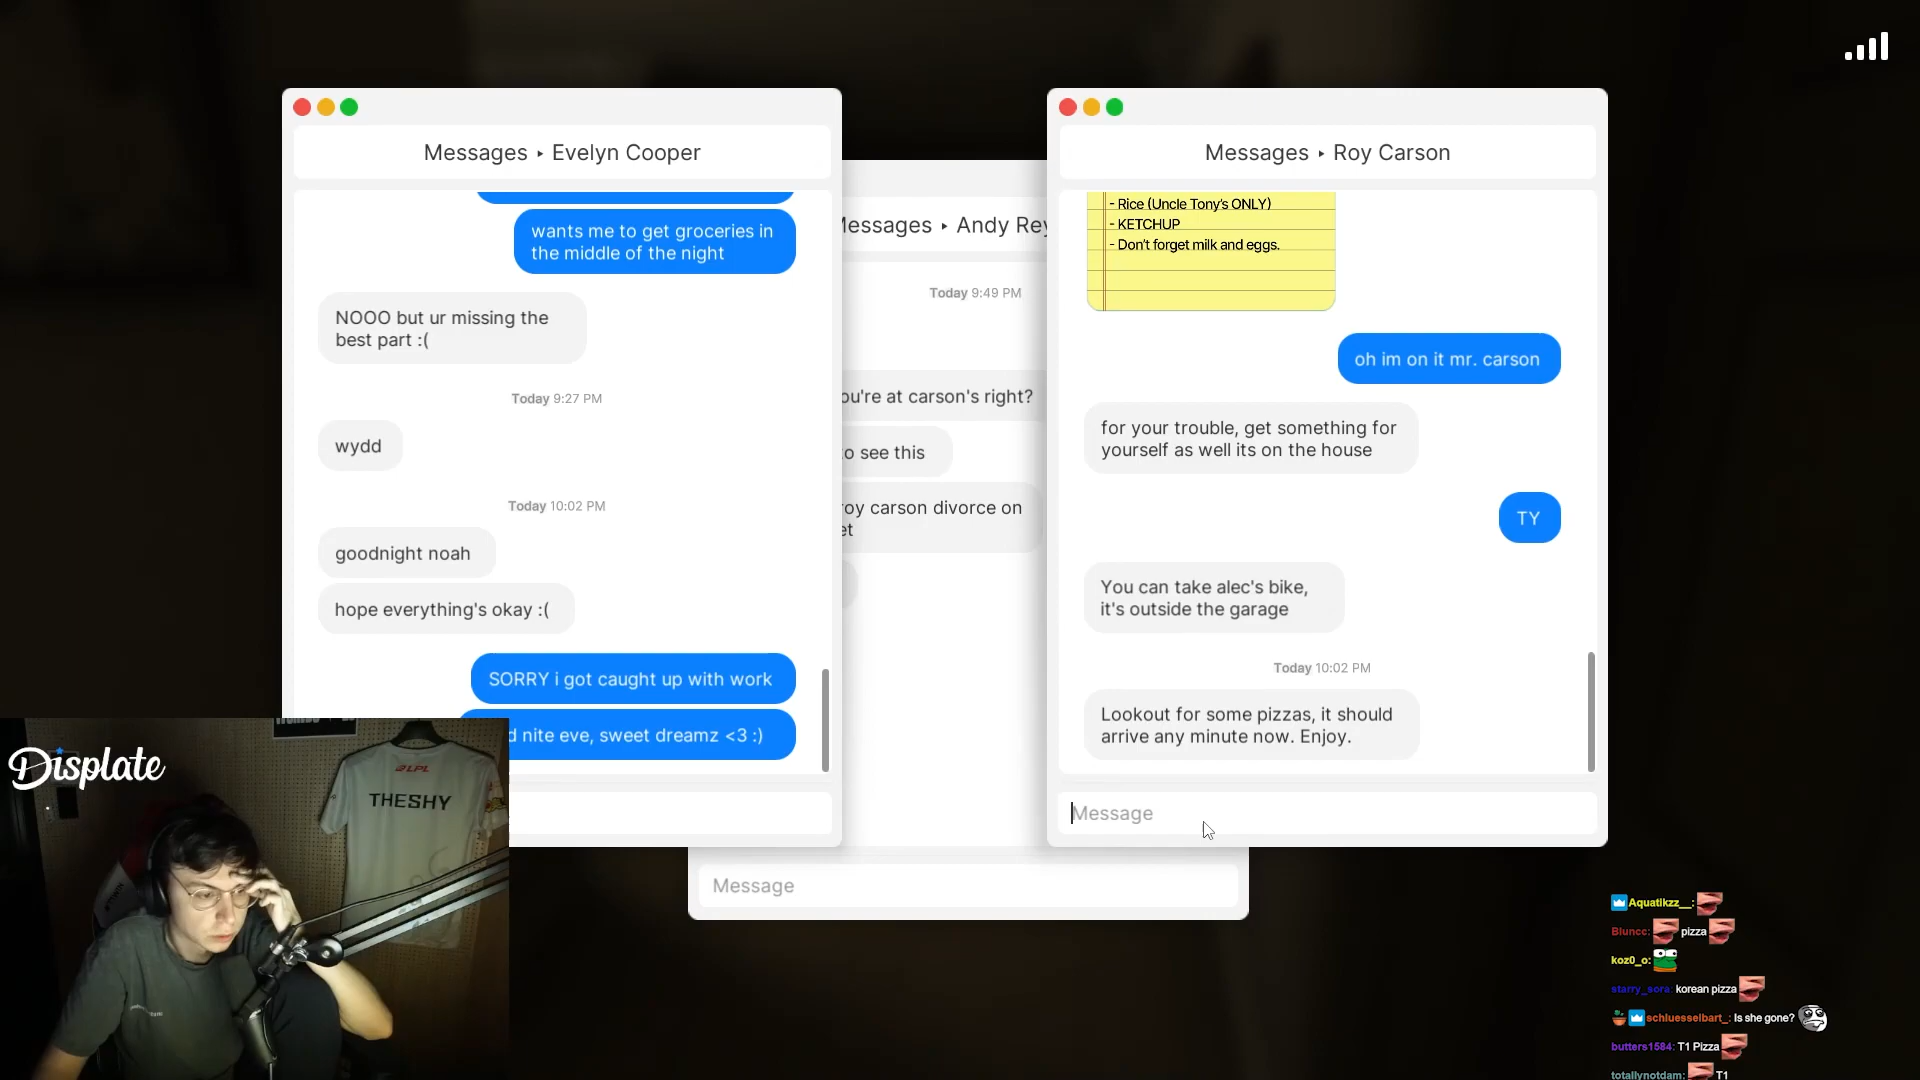 Messages ▸ Evelyn Cooper
wants me to get groceries in
the middle of the night
NOOO but ur missing the
best part :(
Today 9:27 PM
wydd
Today 10:02 PM
goodnight noah
hope everything's okay :(
SORRY i got caught up with work
nite eve, sweet dreamz <3 :)
Messages ▸ Andy
Today 9:49 PM
at carson's right?
see this
roy carson divorce on
Message
Messages ▸ Roy Carson
- Rice (Uncle Tony's ONLY)
- KETCHUP
- Don't forget milk and eggs.
oh im on it mr. carson
for your trouble, get something for
yourself as well its on the house
TY
You can take alec's bike,
it's outside the garage
Today 10:02 PM
Lookout for some pizzas, it should
arrive any minute now. Enjoy.
Message
Displate
LPL
THESHY
Aquatikzz__:
Bluncc: pizza
koz0_o:
starry_sora: korean pizza
schluesselbart_: Is she gone?
butters1584: T1 Pizza
totallynotdam: T1